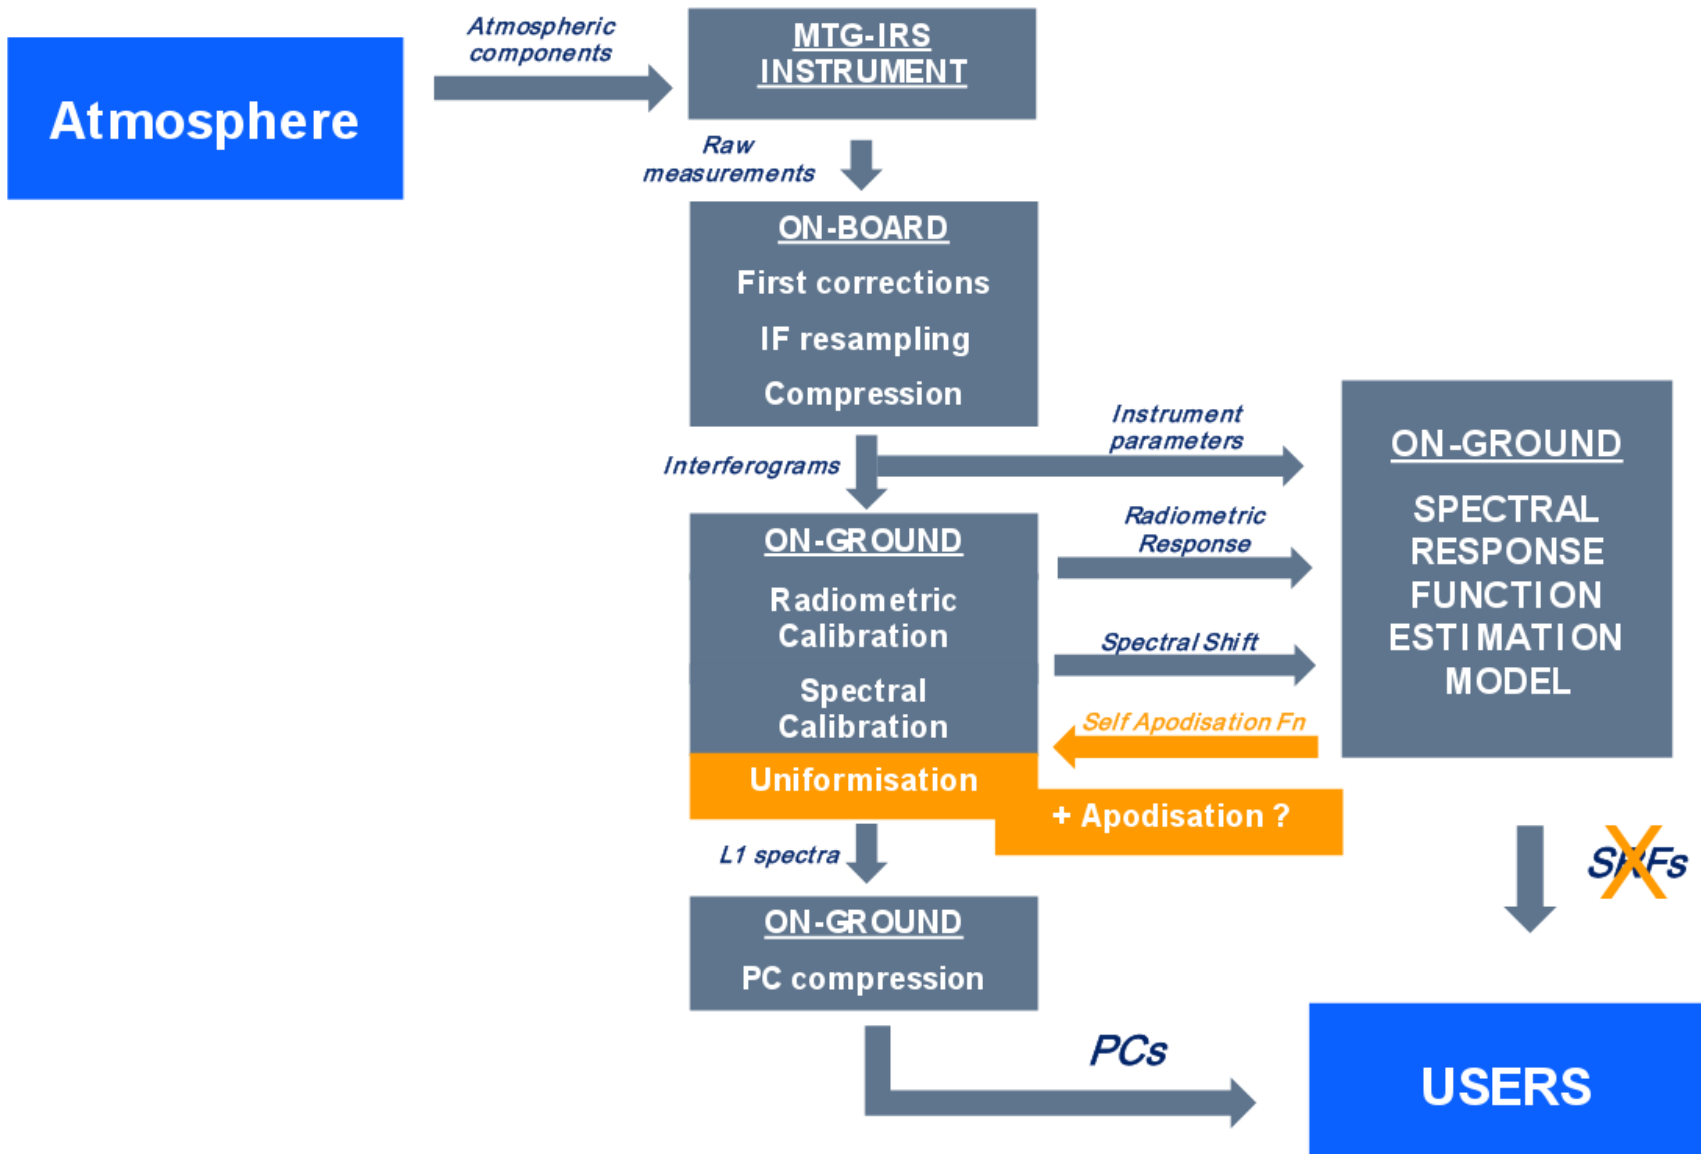 Atmosphere
Atmospheric
components
MTG-IRS
INSTRUMENT
Raw
measurements
ON-BOARD
First corrections
IF resampling
Compression
Interferograms
Instrument
parameters
ON-GROUND
Radiometric
Calibration
Spectral
Calibration
Uniformisation
+ Apodisation ?
Radiometric
Response
Spectral Shift
Self Apodisation Fn
ON-GROUND
SPECTRAL
RESPONSE
FUNCTION
ESTIMATION
MODEL
L1 spectra
SRFs
ON-GROUND
PC compression
PCs
USERS